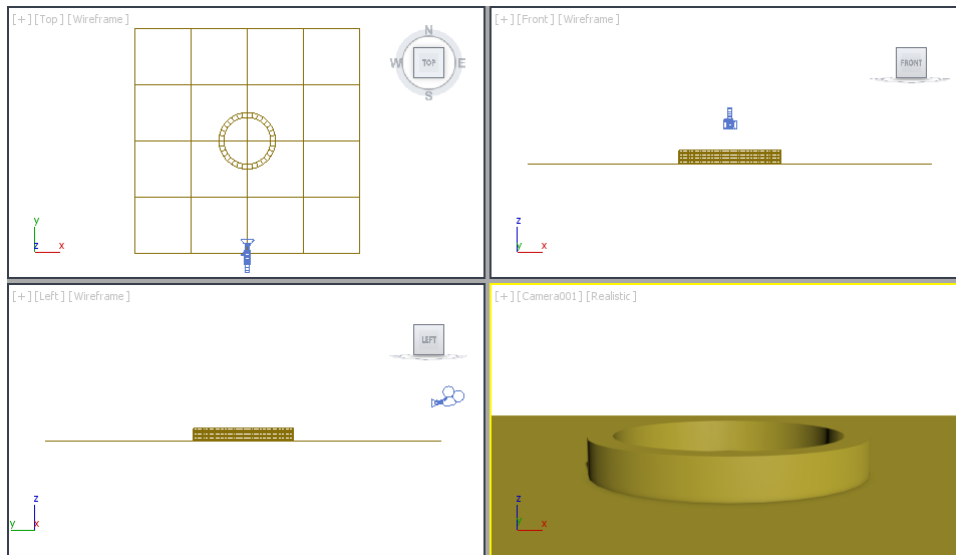 [+] [Top] [Wireframe]
N
W TOP E
S
y
z x
[+] [Front] [Wireframe]
FRONT
z
y x
[+] [Left] [Wireframe]
LEFT
z
y x
[+] [Camera001] [Realistic]
z
y x